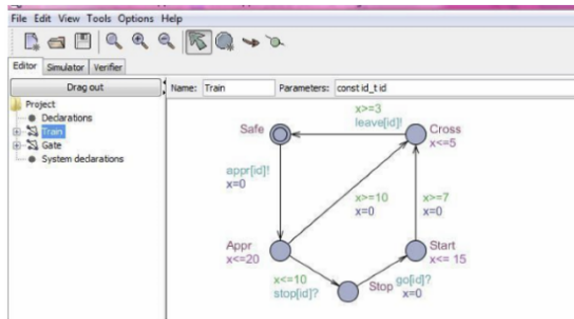 File Edit View Tools Options Help
Editor Simulator Verifier
Drag out
Name: Train Parameters: const id_t id
Project
Declarations
Train
Gate
System declarations
x>=3
leave[id]!
Safe
Cross
x<=5
appr[id]!
x=0
x>=10
x=0
x>=7
x=0
Appr
x<=20
Start
x<= 15
x<=10
stop[id]?
Stop
go[id]?
x=0